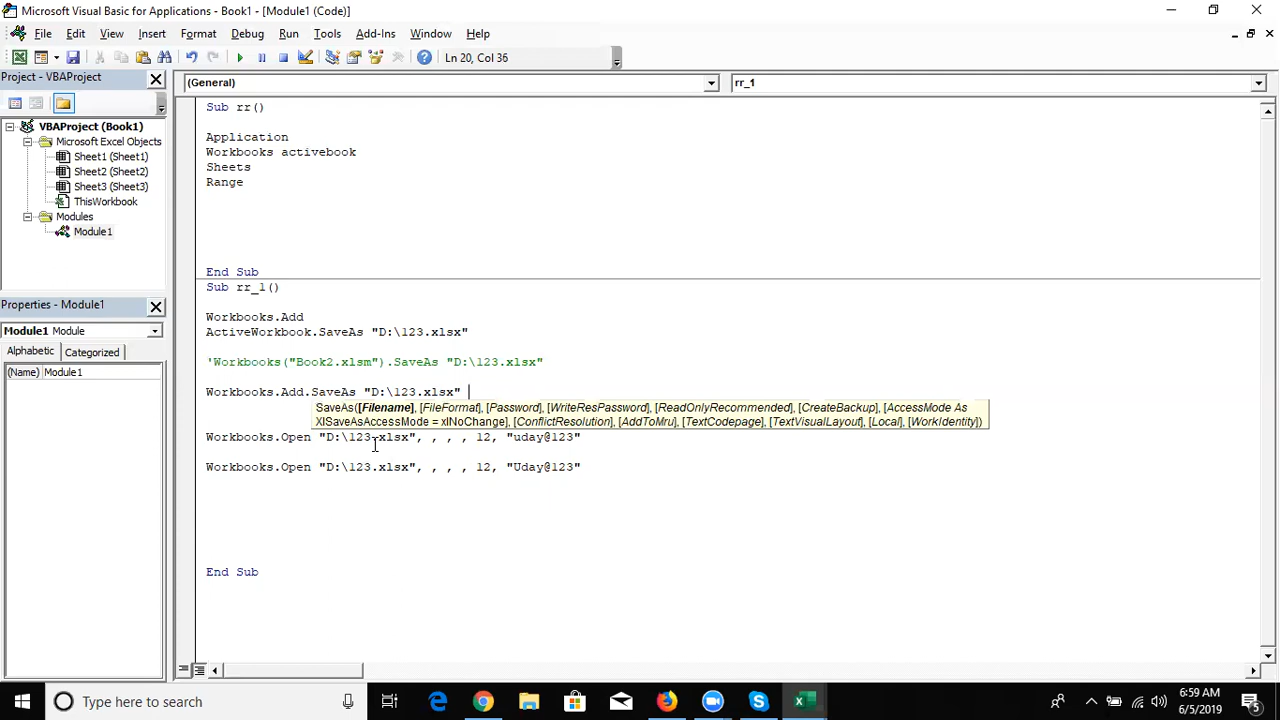 Microsoft Visual Basic for Applications - Book1 - [Module1 (Code)]
File Edit View Insert Format Debug Run Tools Add-Ins Window Help
Ln 20, Col 36
Project - VBAProject
VBAProject (Book1)
Microsoft Excel Objects
Sheet1 (Sheet1)
Sheet2 (Sheet2)
Sheet3 (Sheet3)
ThisWorkbook
Modules
Module1
Properties - Module1
Module1 Module
Alphabetic Categorized
(Name) Module1
(General) rr_1
Sub rr()
Application
Workbooks activebook
Sheets
Range
End Sub
Sub rr_1()
Workbooks.Add
ActiveWorkbook.SaveAs "D:\123.xlsx"
'Workbooks("Book2.xlsm").SaveAs "D:\123.xlsx"
Workbooks.Add.SaveAs "D:\123.xlsx"
SaveAs([Filename], [FileFormat], [Password], [WriteResPassword], [ReadOnlyRecommended], [CreateBackup], [AccessMode As
XlSaveAsAccessMode = xlNoChange], [ConflictResolution], [AddToMru], [TextCodepage], [TextVisualLayout], [Local], [WorkIdentity])
Workbooks.Open "D:\123.xlsx", , , , 12, "uday@123"
Workbooks.Open "D:\123.xlsx", , , , 12, "Uday@123"
End Sub
Type here to search
6:59 AM
6/5/2019
5